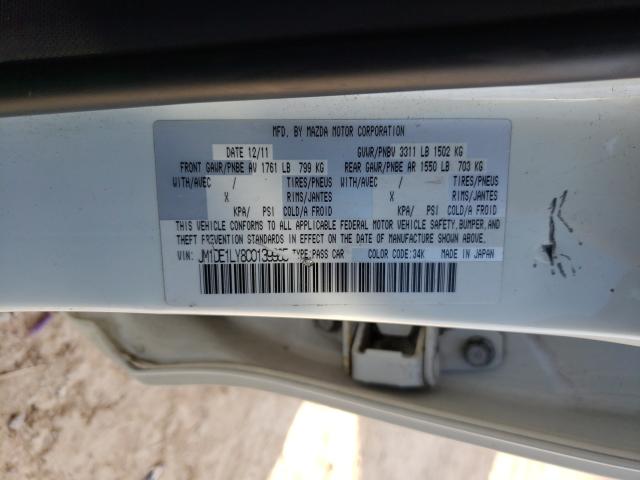 MFD. BY MAZDA MOTOR CORPORATION
DATE 12/11 GVWR/PNBV 3311 LB 1502 KG
FRONT GAWR/PNBE AV 1761 LB 799 KG REAR GAWR/PNBE AR 1550 LB 703 KG
WITH/AVEC / TIRES/PNEUS WITH/AVEC / TIRES/PNEUS
X RIMS/JANTES X RIMS/JANTES
KPA/ PSI COLD/A FROID KPA/ PSI COLD/A FROID
THIS VEHICLE CONFORMS TO ALL APPLICABLE FEDERAL MOTOR VEHICLE SAFETY, BUMPER, AND
THEFT PREVENTION STANDARDS IN EFFECT ON THE DATE OF MANUFACTURE SHOWN ABOVE.
VIN: TYPE:PASS CAR COLOR CODE:34K MADE IN JAPAN